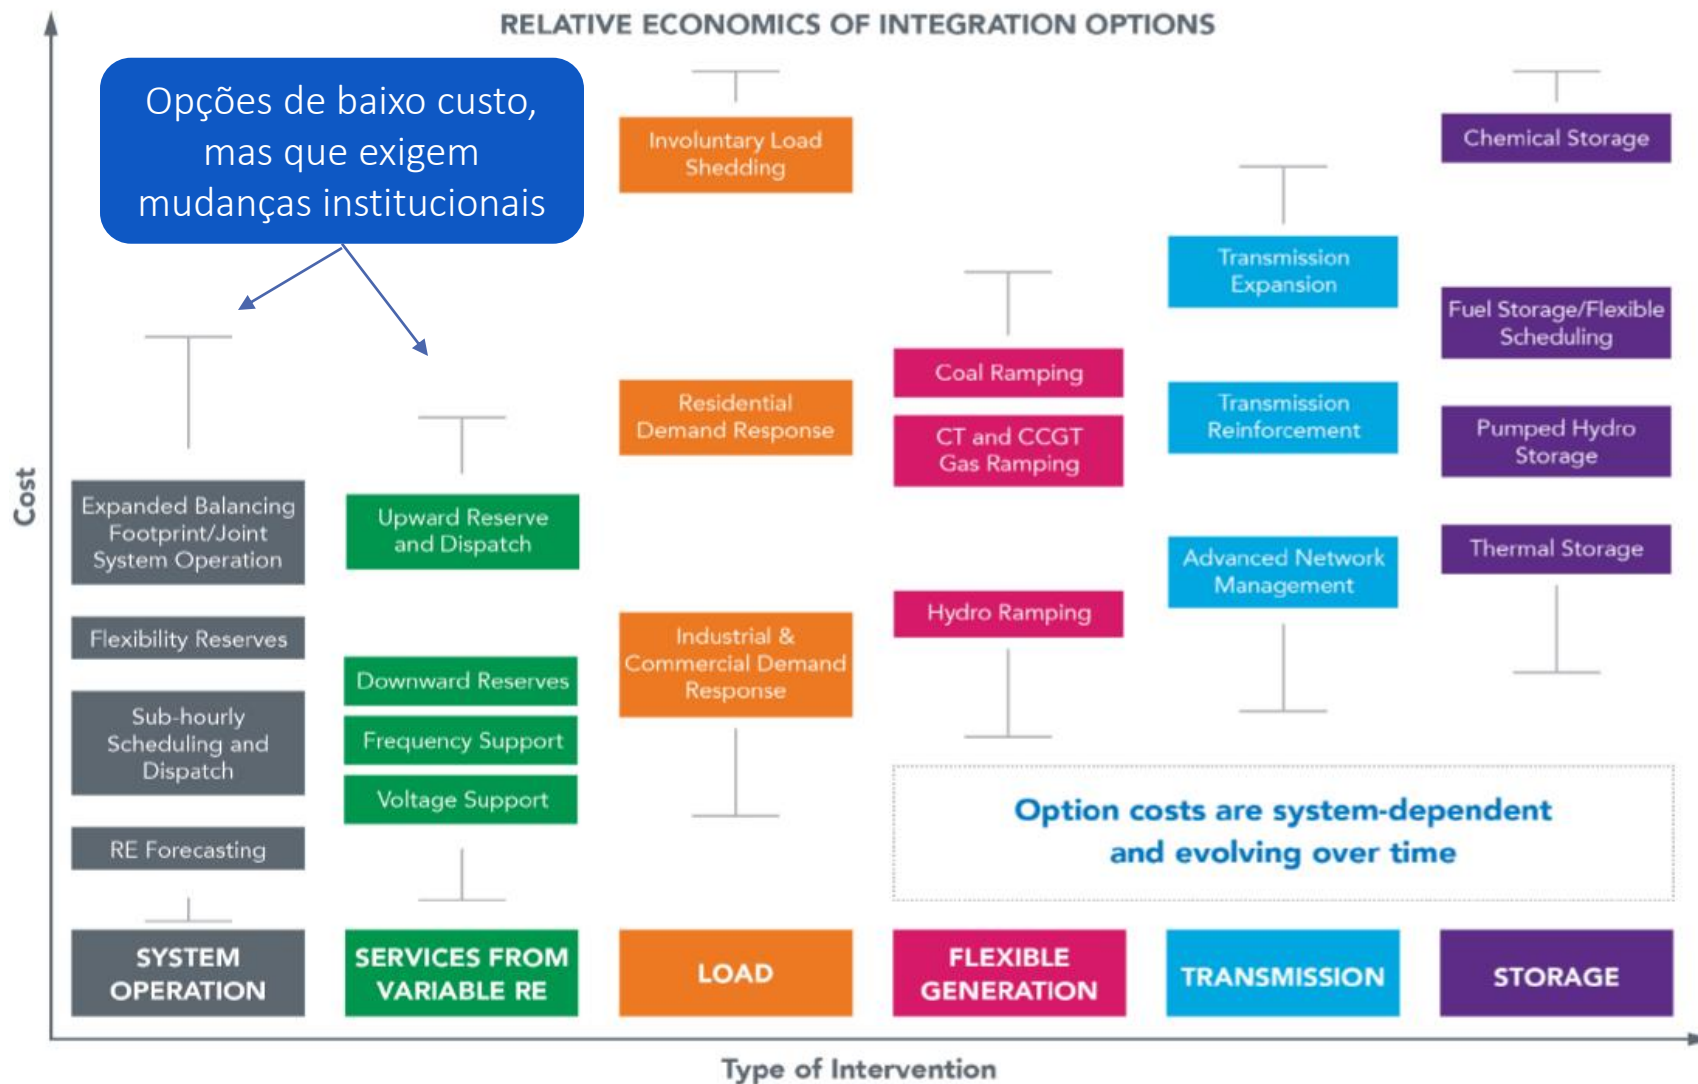 RELATIVE ECONOMICS OF INTEGRATION OPTIONS
Opções de baixo custo,
mas que exigem
mudanças institucionais
Cost
Expanded Balancing
Footprint/Joint
System Operation
Flexibility Reserves
Sub-hourly
Scheduling and
Dispatch
RE Forecasting
SYSTEM
OPERATION
Upward Reserve
and Dispatch
Downward Reserves
Frequency Support
Voltage Support
SERVICES FROM
VARIABLE RE
Involuntary Load
Shedding
Residential
Demand Response
Industrial &
Commercial Demand
Response
LOAD
Coal Ramping
CT and CCGT
Gas Ramping
Hydro Ramping
FLEXIBLE
GENERATION
Transmission
Expansion
Transmission
Reinforcement
Advanced Network
Management
TRANSMISSION
Chemical Storage
Fuel Storage/Flexible
Scheduling
Pumped Hydro
Storage
Thermal Storage
STORAGE
Option costs are system-dependent
and evolving over time
Type of Intervention